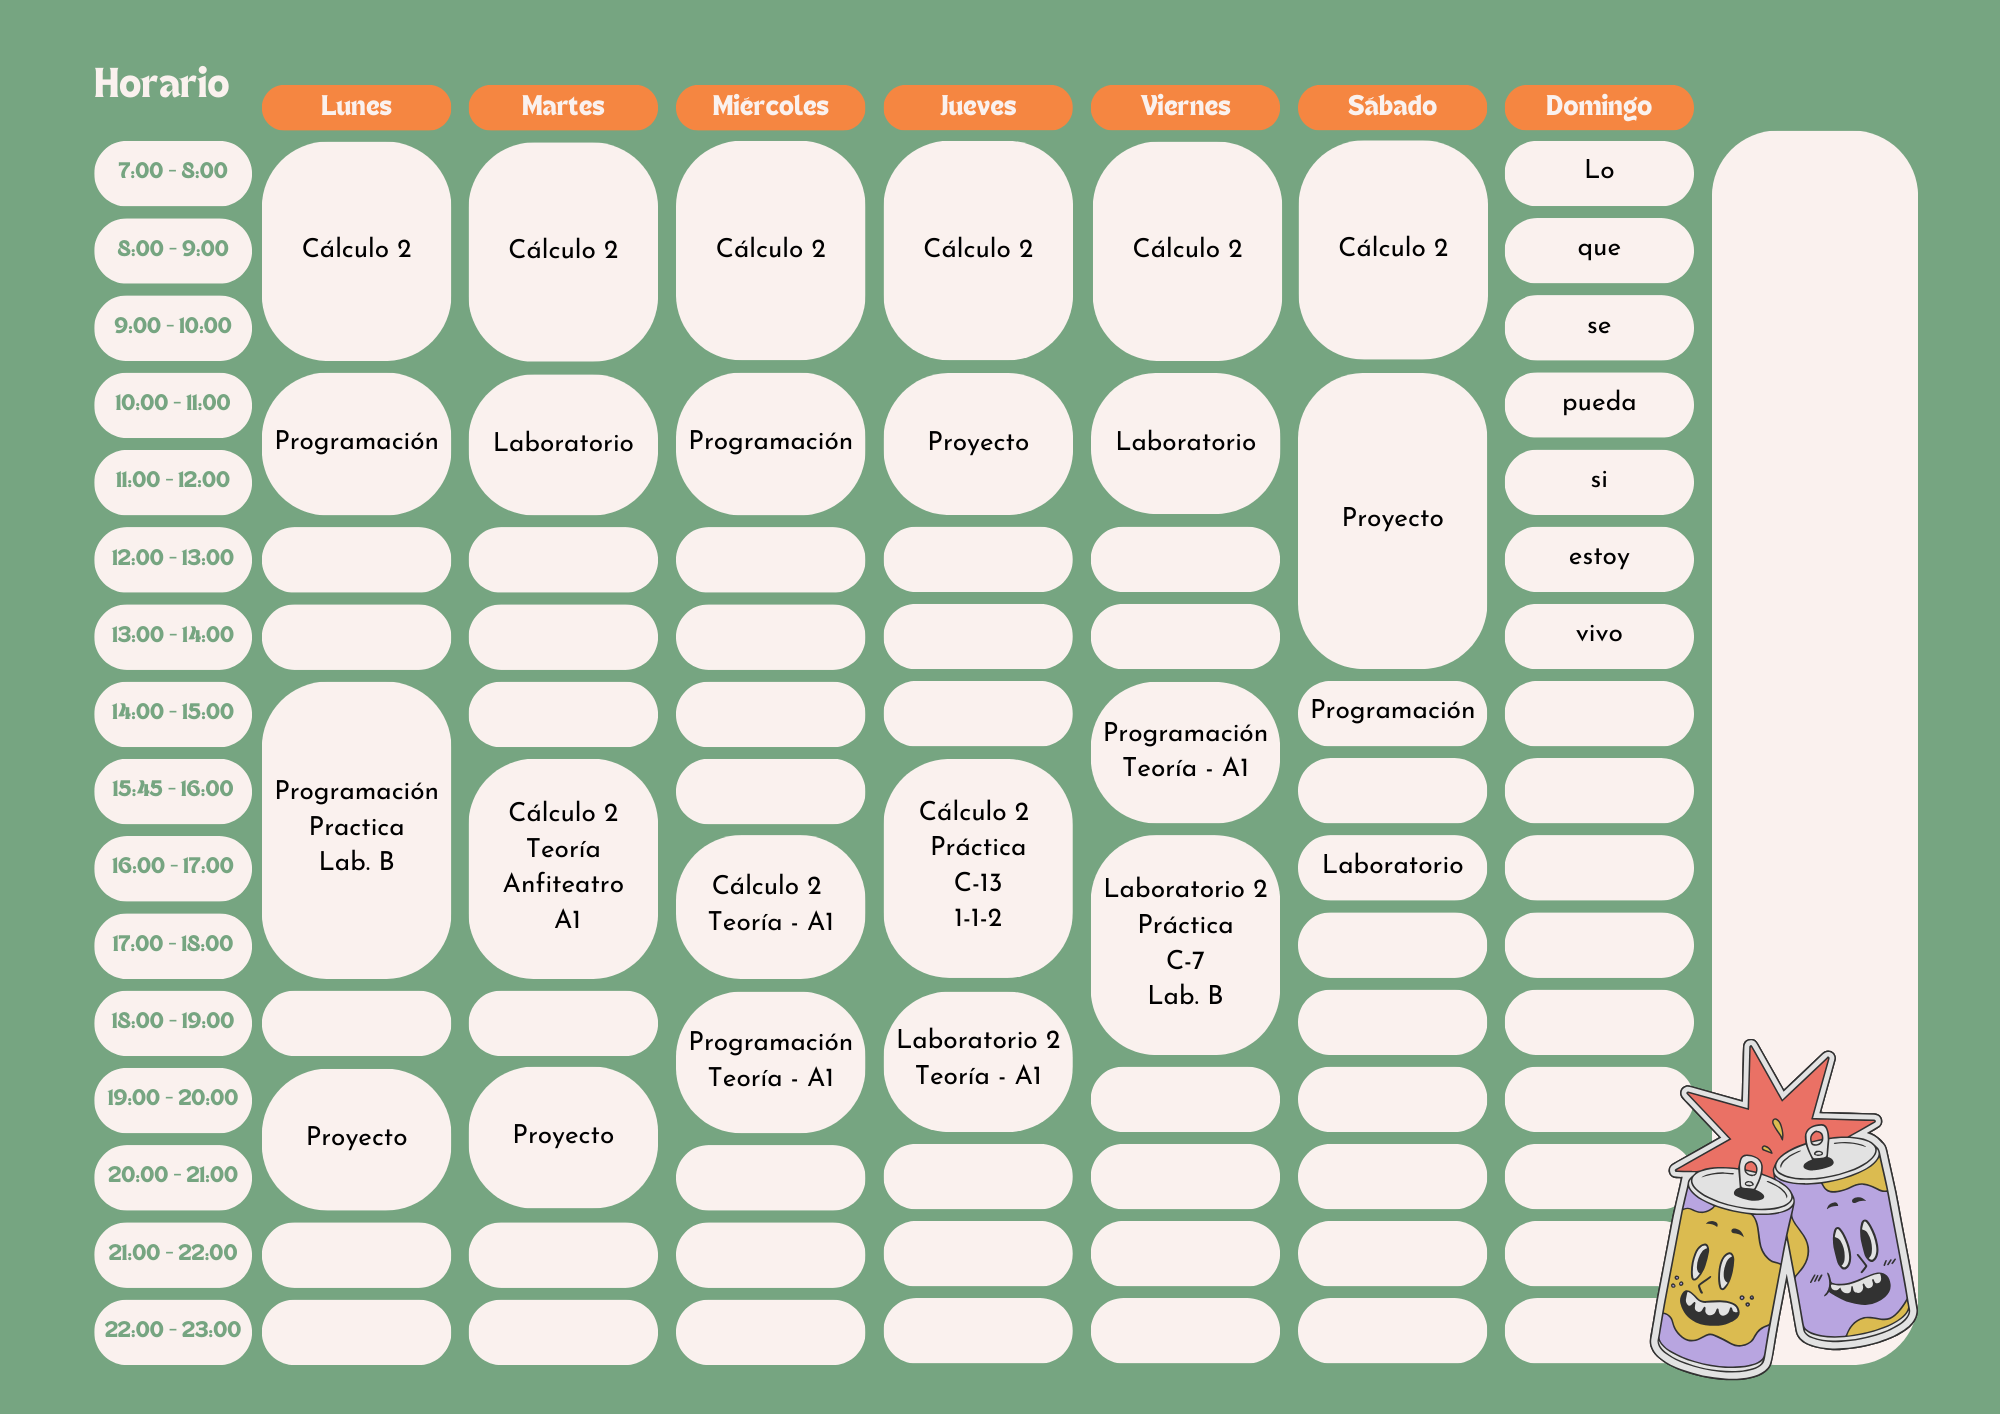 Horario
Lunes
Martes
Miércoles
Jueves
Viernes
Sábado
Domingo
7:00 - 8:00
Lo
8:00 - 9:00
Cálculo 2
Cálculo 2
Cálculo 2
Cálculo 2
Cálculo 2
Cálculo 2
que
9:00 - 10:00
se
10:00 - 11:00
Programación
Laboratorio
Programación
Proyecto
Laboratorio
pueda
11:00 - 12:00
si
Proyecto
12:00 - 13:00
estoy
13:00 - 14:00
vivo
14:00 - 15:00
Programación
Teoría - A1
Programación
15:45 - 16:00
Programación
Practica
Lab. B
Cálculo 2
Teoría
Anfiteatro
A1
Cálculo 2
Práctica
C-13
1-1-2
16:00 - 17:00
Cálculo 2
Teoría - A1
Laboratorio 2
Práctica
C-7
Lab. B
Laboratorio
17:00 - 18:00
18:00 - 19:00
Programación
Teoría - A1
Laboratorio 2
Teoría - A1
19:00 - 20:00
Proyecto
Proyecto
20:00 - 21:00
21:00 - 22:00
22:00 - 23:00